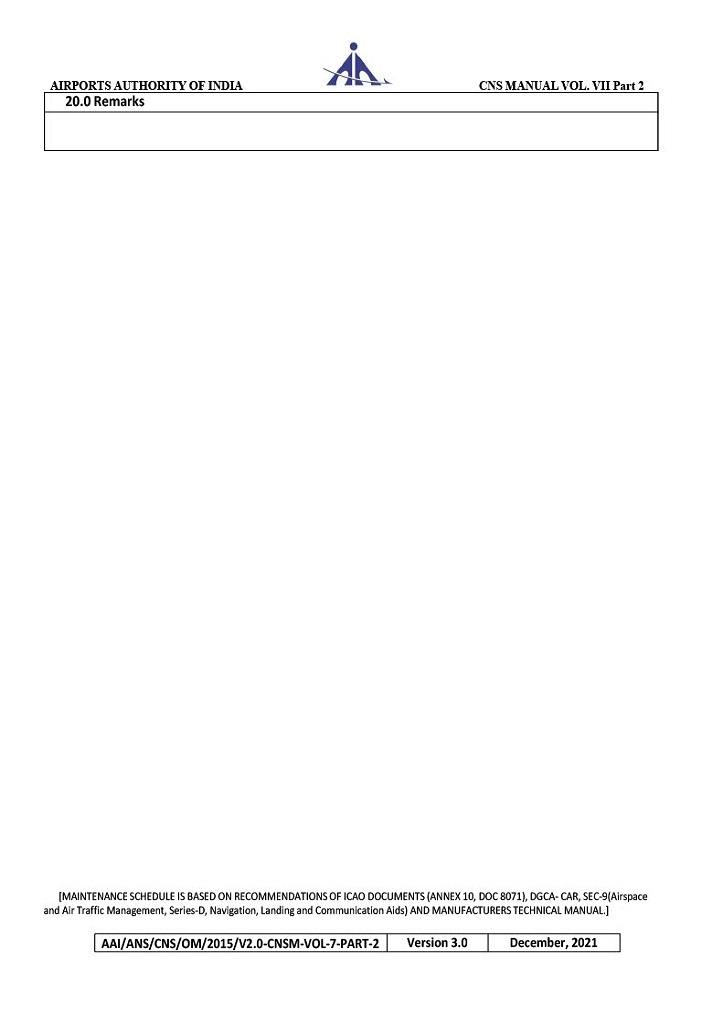 AIRPORTS AUTHORITY OF INDIA
CNS MANUAL VOL. VII Part 2
20.0 Remarks
[MAINTENANCE SCHEDULE IS BASED ON RECOMMENDATIONS OF ICAO DOCUMENTS (ANNEX 10, DOC 8071), DGCA- CAR, SEC-9(Airspace
and Air Traffic Management, Series-D, Navigation, Landing and Communication Aids) AND MANUFACTURERS TECHNICAL MANUAL.]
AAI/ANS/CNS/OM/2015/V2.0-CNSM-VOL-7-PART-2 Version 3.0 December, 2021